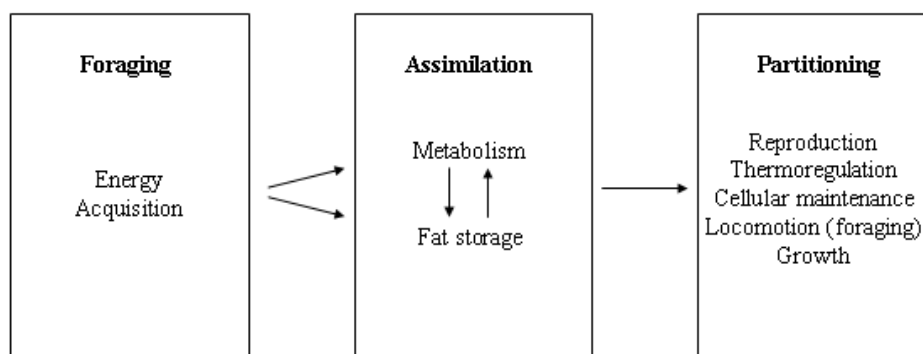 Foraging
Energy
Acquisition
Assimilation
Metabolism
Fat storage
Partitioning
Reproduction
Thermoregulation
Cellular maintenance
Locomotion (foraging)
Growth